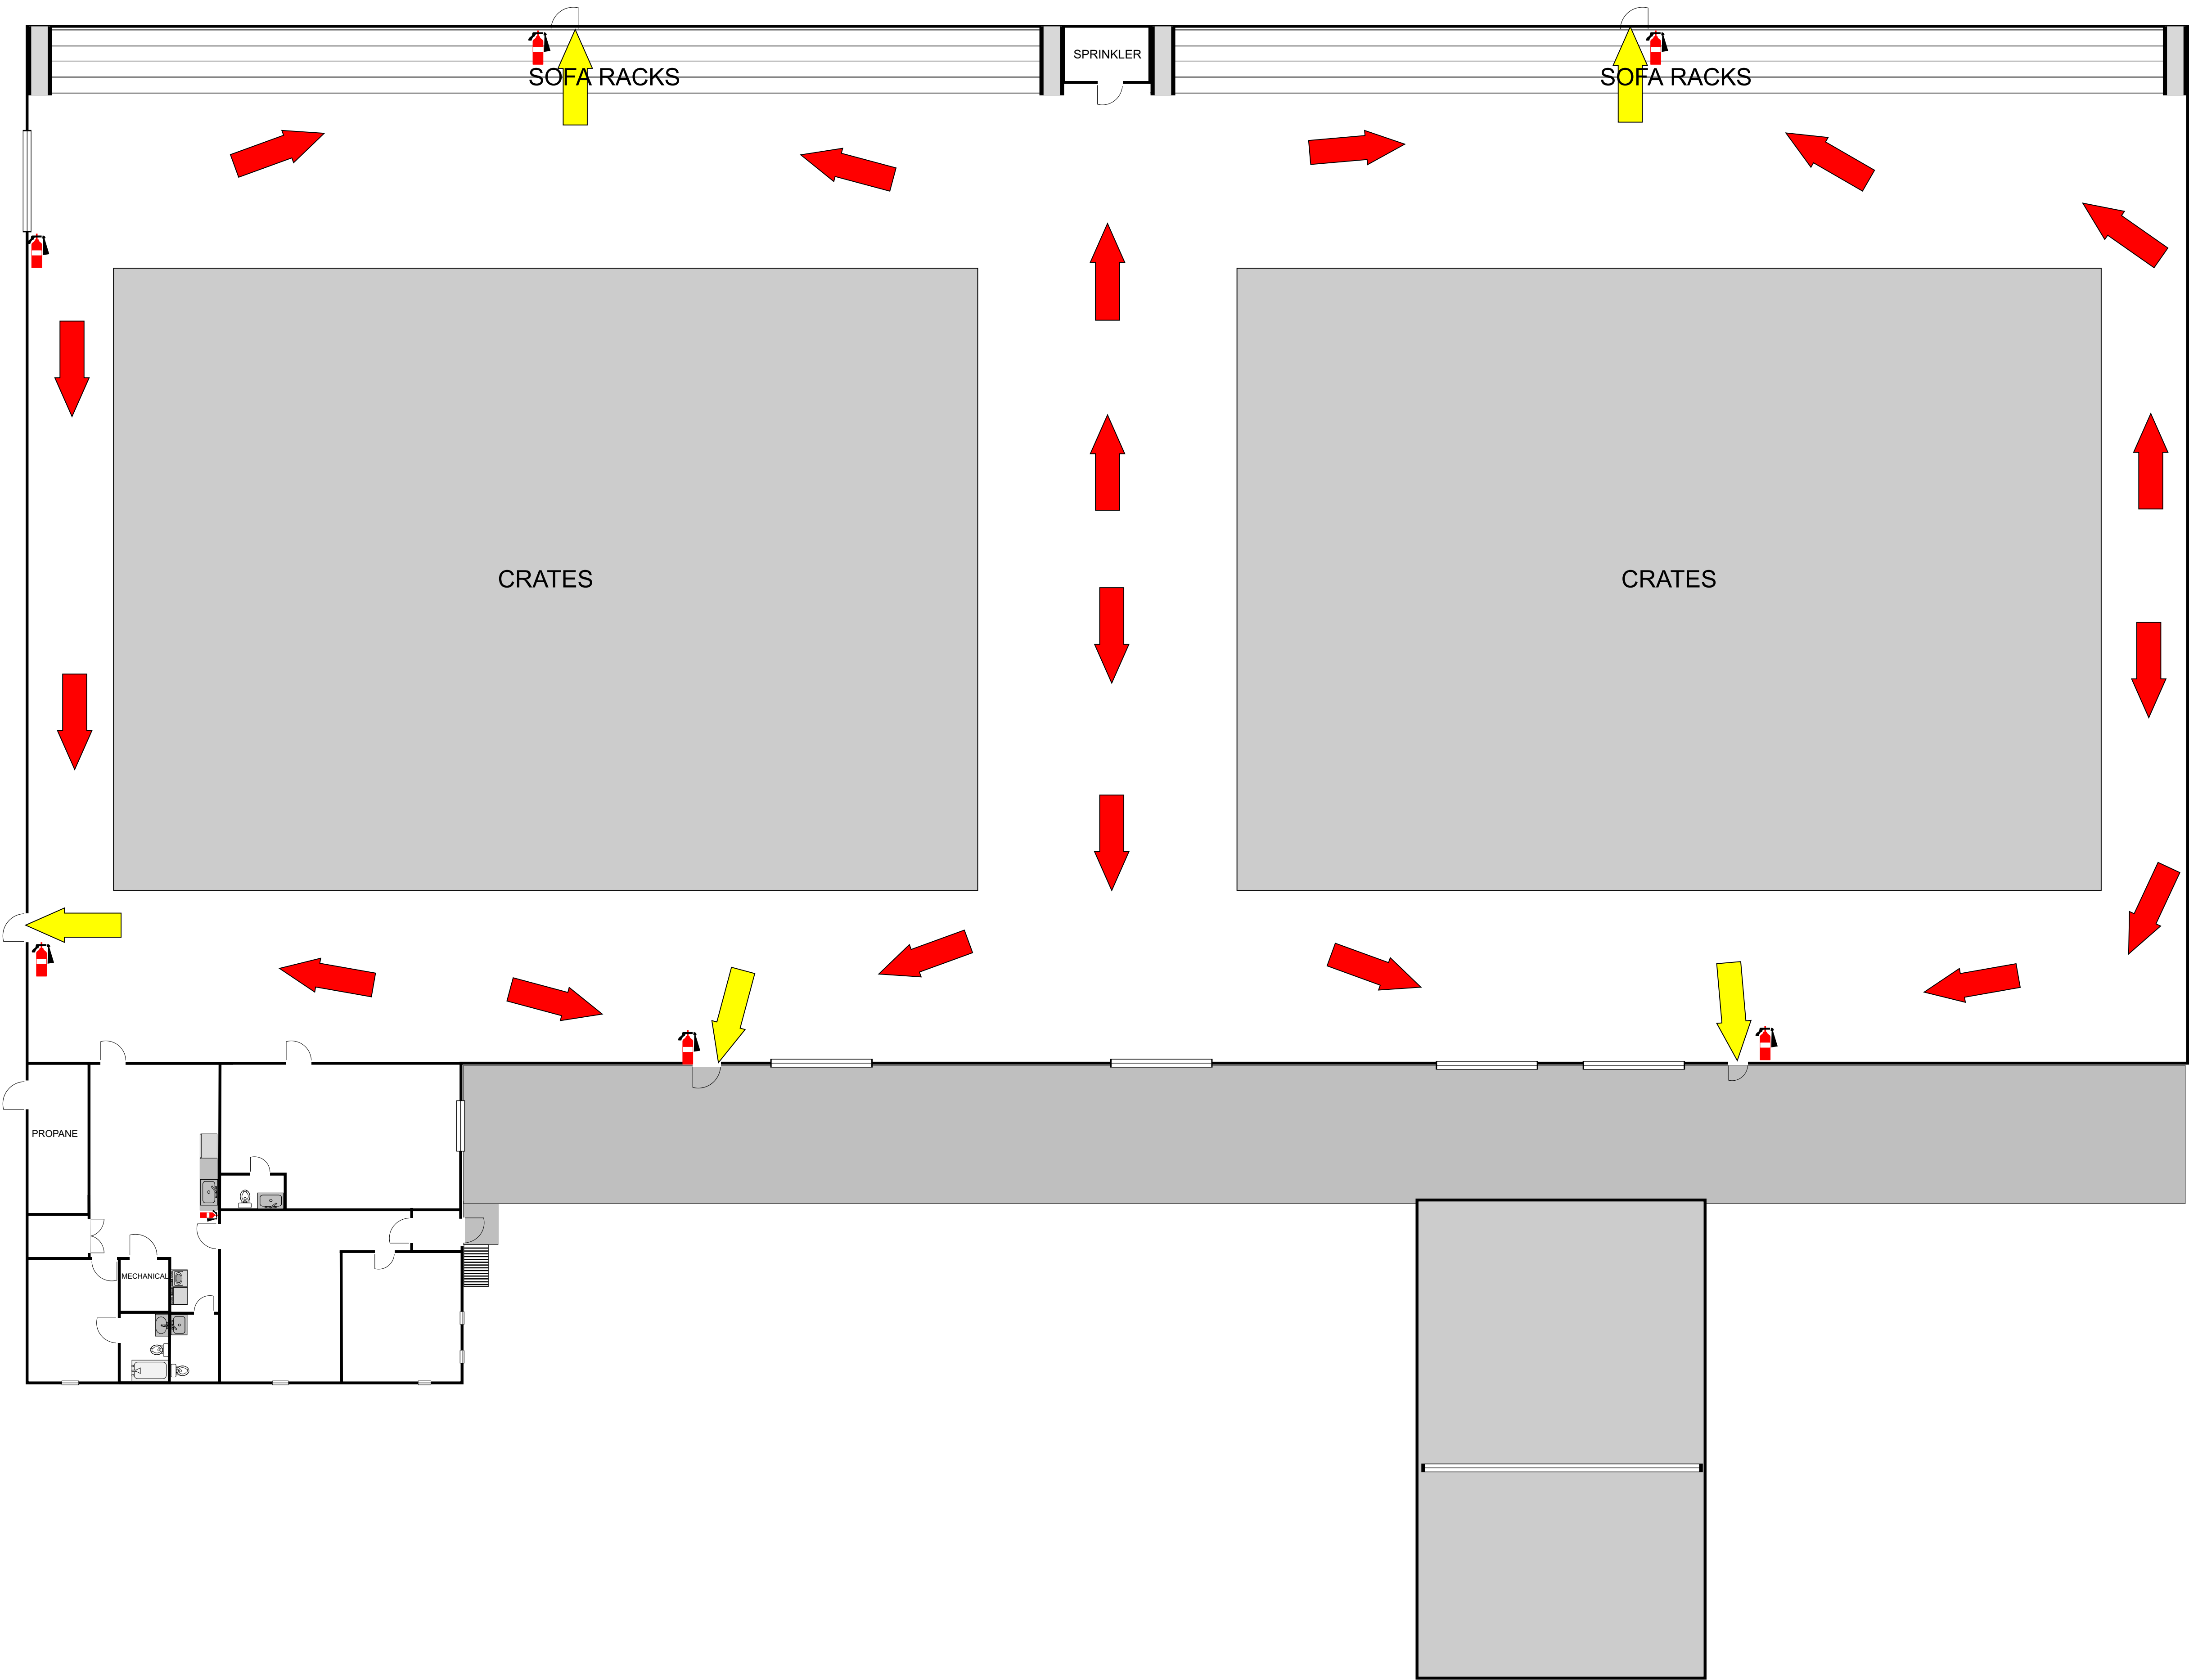 SPRINKLER
SOFA RACKS
SOFA RACKS
CRATES
CRATES
PROPANE
MECHANICAL